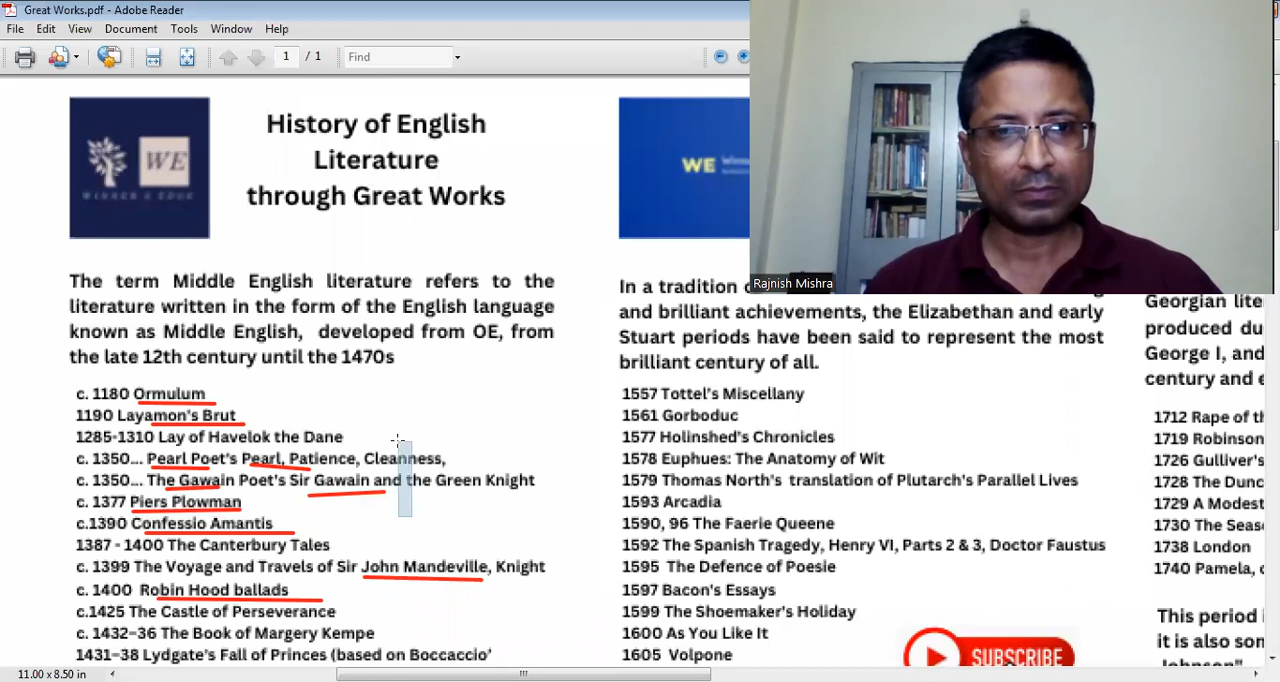 Great Works.pdf - Adobe Reader
File Edit View Document Tools Window Help
1 / 1 Find
WE
WINNER'S EDGE
History of English
Literature
through Great Works
WE
Rajnish Mishra
The term Middle English literature refers to the
literature written in the form of the English language
known as Middle English, developed from OE, from
the late 12th century until the 1470s
c. 1180 Ormulum
1190 Layamon's Brut
1285-1310 Lay of Havelok the Dane
c. 1350... Pearl Poet's Pearl, Patience, Cleanness,
c. 1350... The Gawain Poet's Sir Gawain and the Green Knight
c. 1377 Piers Plowman
c.1390 Confessio Amantis
1387 - 1400 The Canterbury Tales
c. 1399 The Voyage and Travels of Sir John Mandeville, Knight
c. 1400 Robin Hood ballads
c.1425 The Castle of Perseverance
c. 1432–36 The Book of Margery Kempe
1431–38 Lydgate's Fall of Princes (based on Boccaccio'
In a tradition
and brilliant achievements, the Elizabethan and early
Stuart periods have been said to represent the most
brilliant century of all.
1557 Tottel's Miscellany
1561 Gorboduc
1577 Holinshed's Chronicles
1578 Euphues: The Anatomy of Wit
1579 Thomas North's translation of Plutarch's Parallel Lives
1593 Arcadia
1590, 96 The Faerie Queene
1592 The Spanish Tragedy, Henry VI, Parts 2 & 3, Doctor Faustus
1595 The Defence of Poesie
1597 Bacon's Essays
1599 The Shoemaker's Holiday
1600 As You Like It
1605 Volpone
SUBSCRIBE
Georgian lite
produced du
George I, and
century and e
1712 Rape of t
1719 Robinson
1726 Gulliver's
1728 The Dunc
1729 A Modest
1730 The Seas
1738 London
1740 Pamela, o
This period i
it is also som
Johnson"
11.00 x 8.50 in